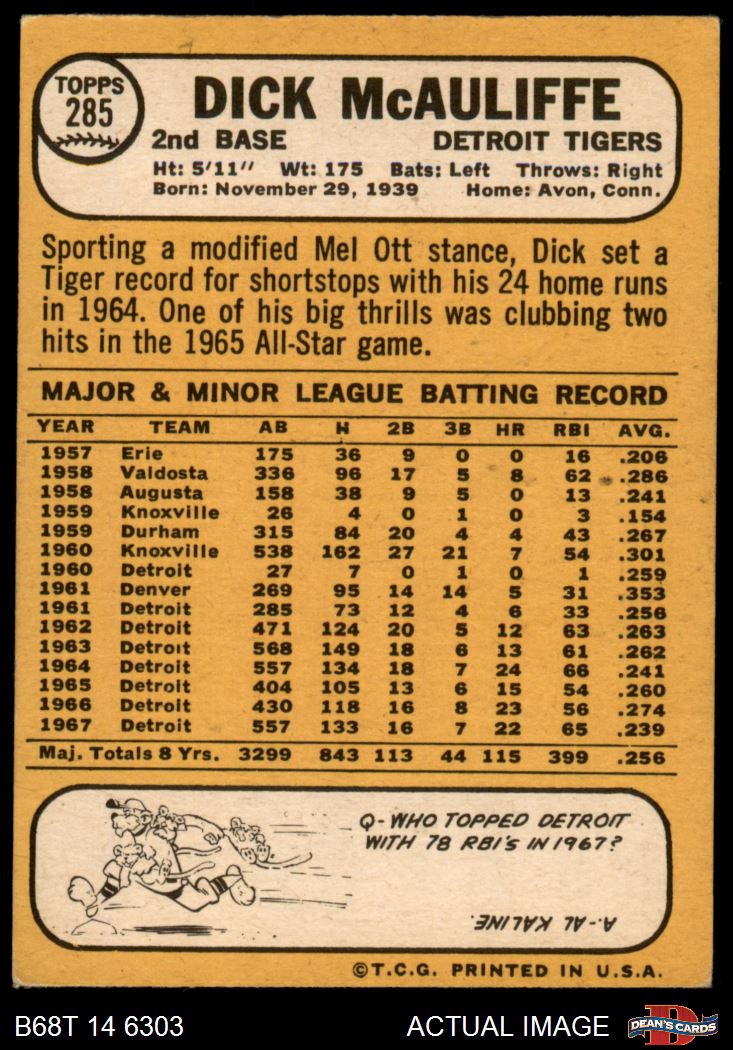 TOPPS
285
DICK McAULIFFE
2nd BASE DETROIT TIGERS
Ht: 5'11" Wt: 175 Bats: Left Throws: Right
Born: November 29, 1939 Home: Avon, Conn.
Sporting a modified Mel Ott stance, Dick set a
Tiger record for shortstops with his 24 home runs
in 1964. One of his big thrills was clubbing two
hits in the 1965 All-Star game.
MAJOR & MINOR LEAGUE BATTING RECORD
YEAR TEAM AB H 2B 3B HR RBI AVG.
1957 Erie 175 36 9 0 0 16 .206
1958 Valdosta 336 96 17 5 8 62 .286
1958 Augusta 158 38 9 5 0 13 .241
1959 Knoxville 26 4 0 1 0 3 .154
1959 Durham 315 84 20 4 4 43 .267
1960 Knoxville 538 162 27 21 7 54 .301
1960 Detroit 27 7 0 1 0 1 .259
1961 Denver 269 95 14 14 5 31 .353
1961 Detroit 285 73 12 4 6 33 .256
1962 Detroit 471 124 20 5 12 63 .263
1963 Detroit 568 149 18 6 13 61 .262
1964 Detroit 557 134 18 7 24 66 .241
1965 Detroit 404 105 13 6 15 54 .260
1966 Detroit 430 118 16 8 23 56 .274
1967 Detroit 557 133 16 7 22 65 .239
Maj. Totals 8 Yrs. 3299 843 113 44 115 399 .256
Q-WHO TOPPED DETROIT
WITH 78 RBI'S IN 1967?
A-AL KALINE.
©T.C.G. PRINTED IN U.S.A.
B68T 14 6303 ACTUAL IMAGE D DEAN'S CARDS